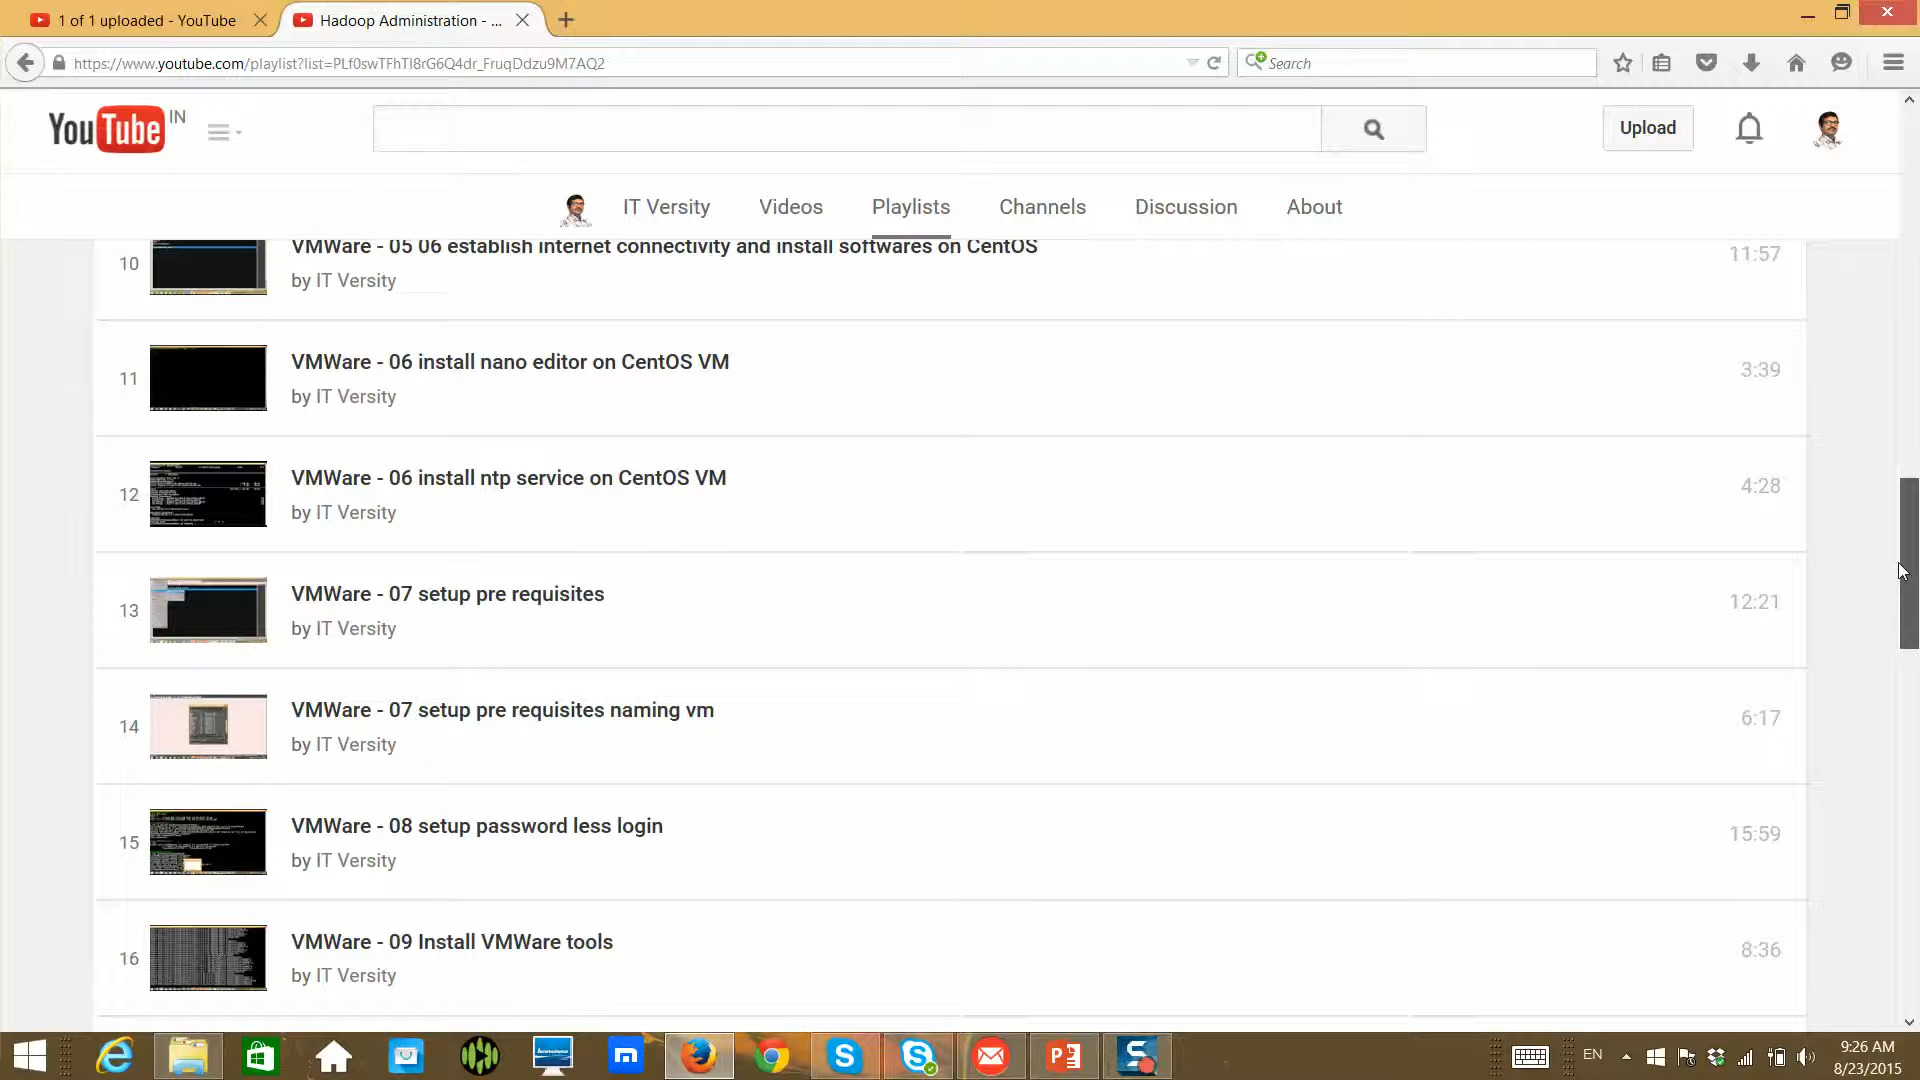 1 of 1 uploaded - YouTube
Hadoop Administration - ...
https://www.youtube.com/playlist?list=PLf0swTFhTI8rG6Q4dr_FruqDdzu9M7AQ2
Search
YouTube IN
Upload
IT Versity Videos Playlists Channels Discussion About
10 VMWare - 05 06 establish internet connectivity and install softwares on CentOS 11:57
by IT Versity
11 VMWare - 06 install nano editor on CentOS VM 3:39
by IT Versity
12 VMWare - 06 install ntp service on CentOS VM 4:28
by IT Versity
13 VMWare - 07 setup pre requisites 12:21
by IT Versity
14 VMWare - 07 setup pre requisites naming vm 6:17
by IT Versity
15 VMWare - 08 setup password less login 15:59
by IT Versity
16 VMWare - 09 Install VMWare tools 8:36
by IT Versity
EN
9:26 AM
8/23/2015